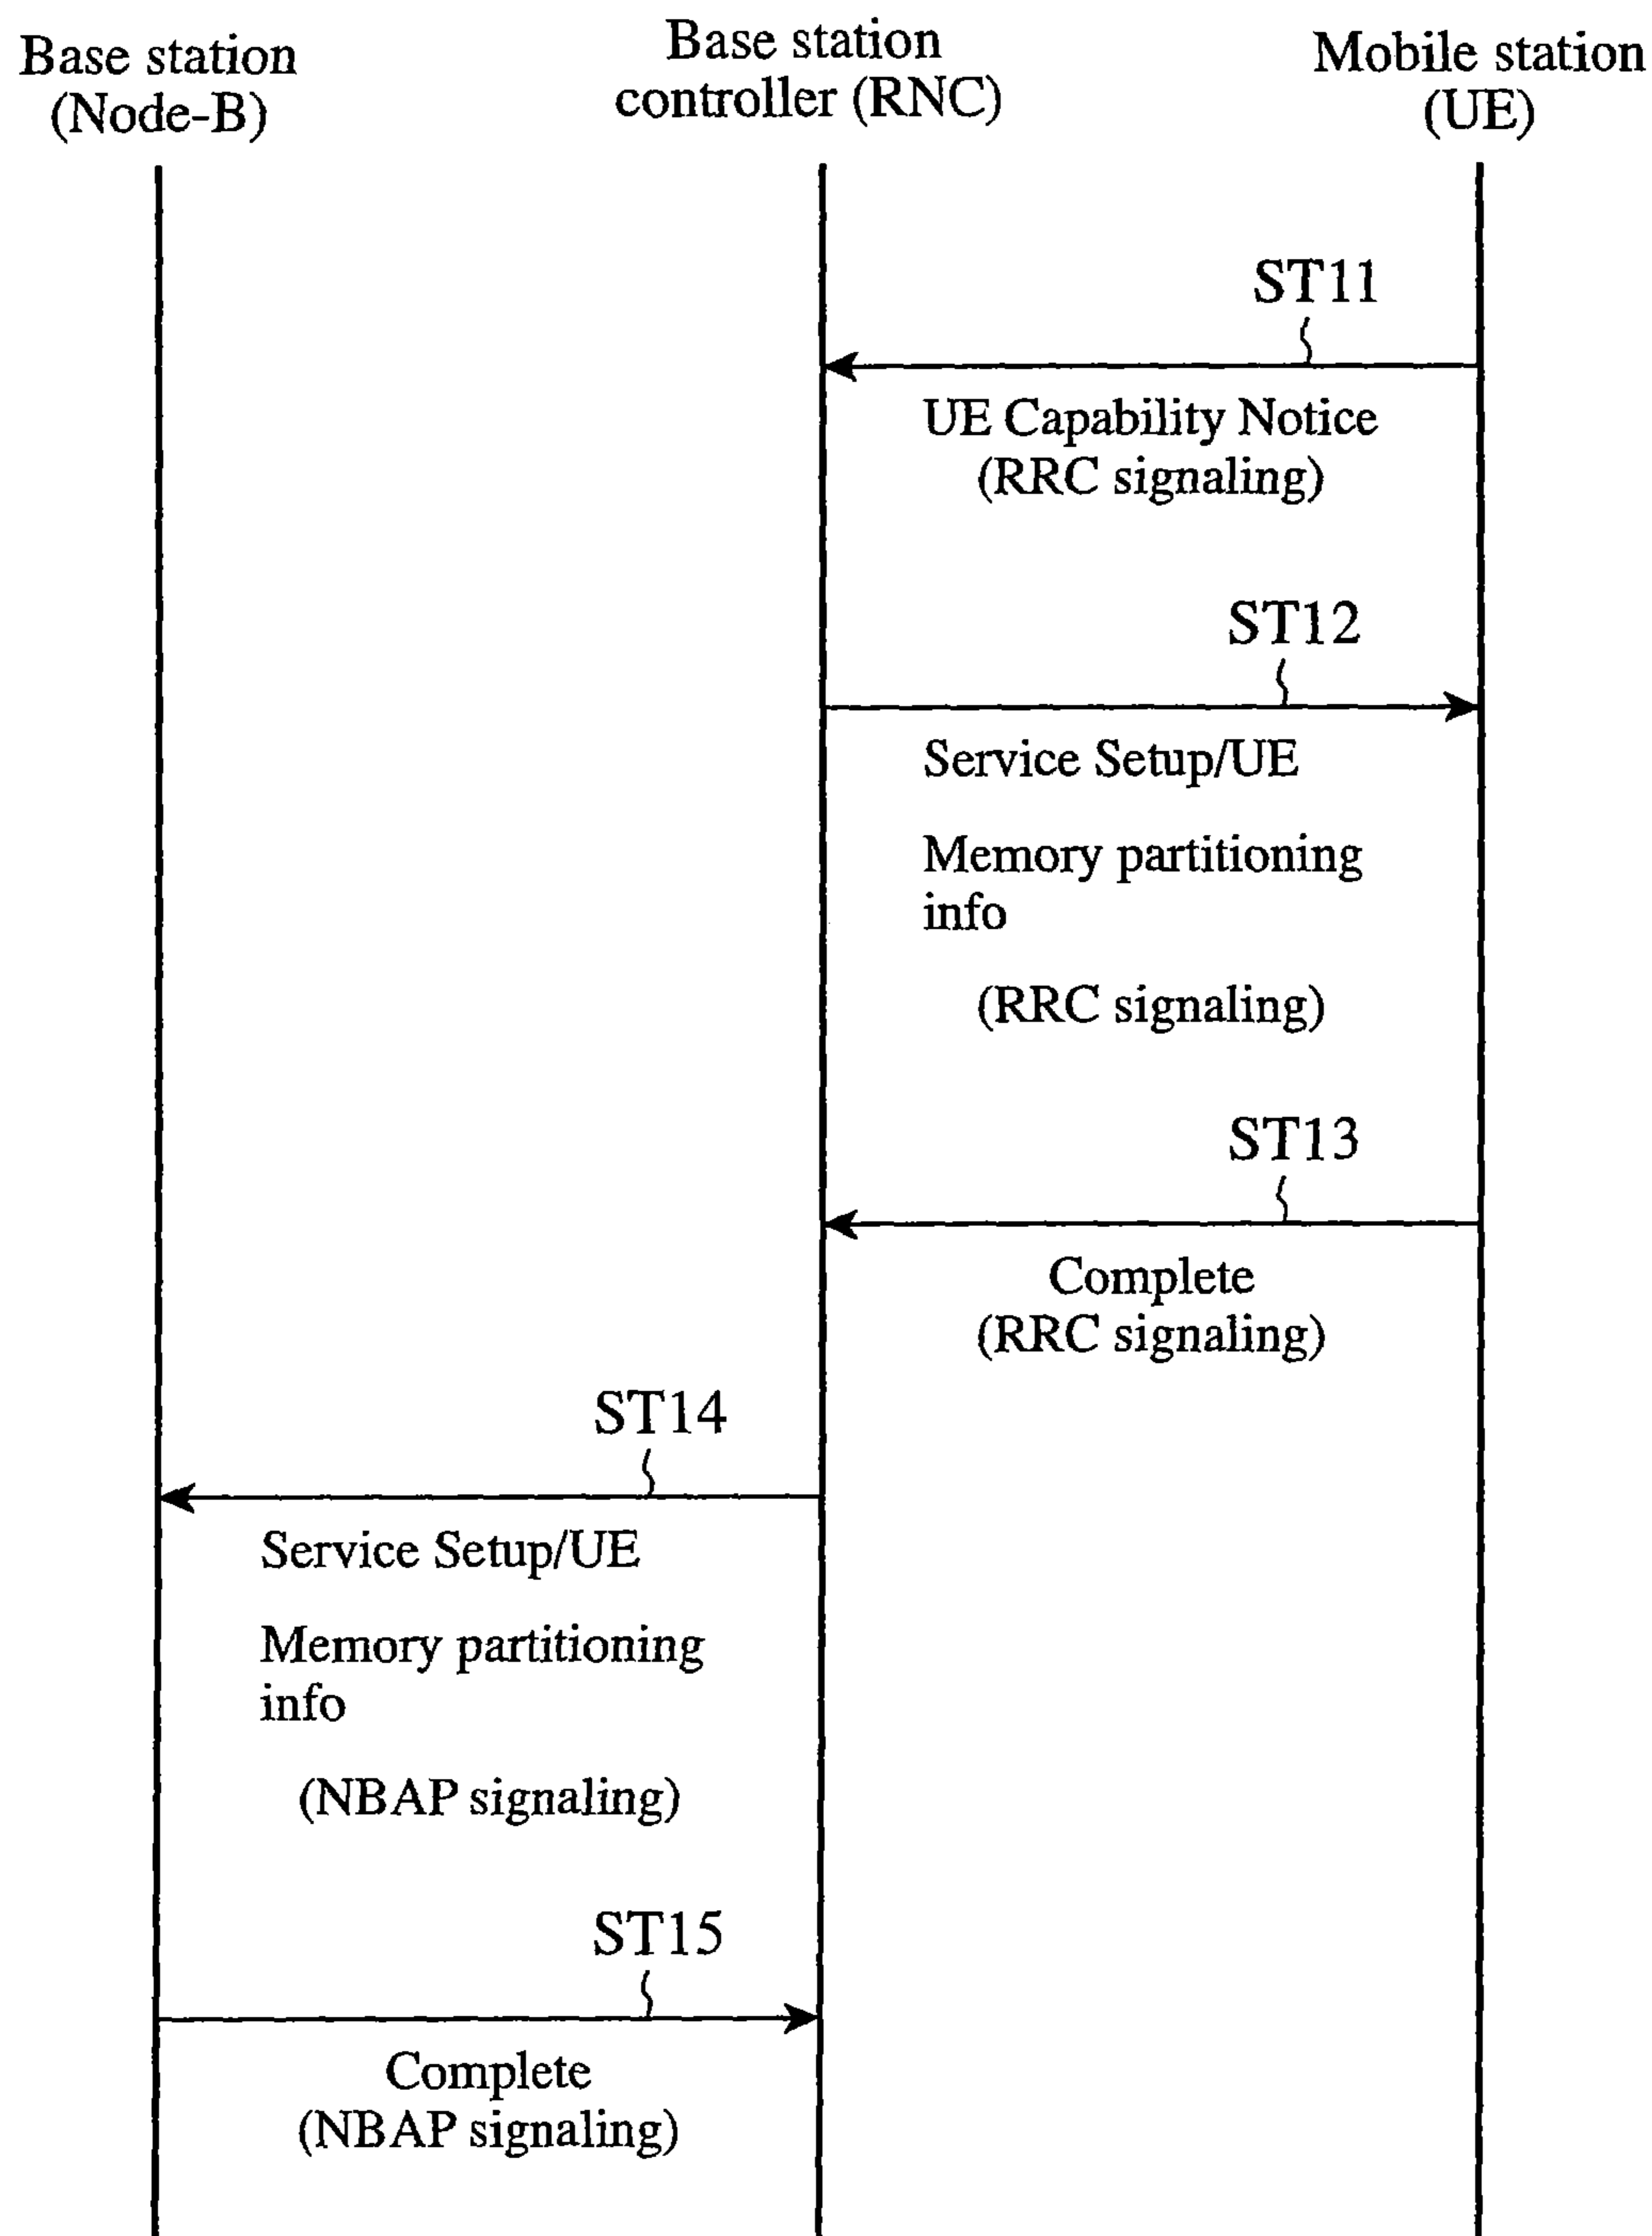 Base station
(Node-B)
Base station
controller (RNC)
Mobile station
(UE)
ST11
UE Capability Notice
(RRC signaling)
ST12
Service Setup/UE
Memory partitioning
info
(RRC signaling)
ST13
Complete
(RRC signaling)
ST14
Service Setup/UE
Memory partitioning
info
(NBAP signaling)
ST15
Complete
(NBAP signaling)